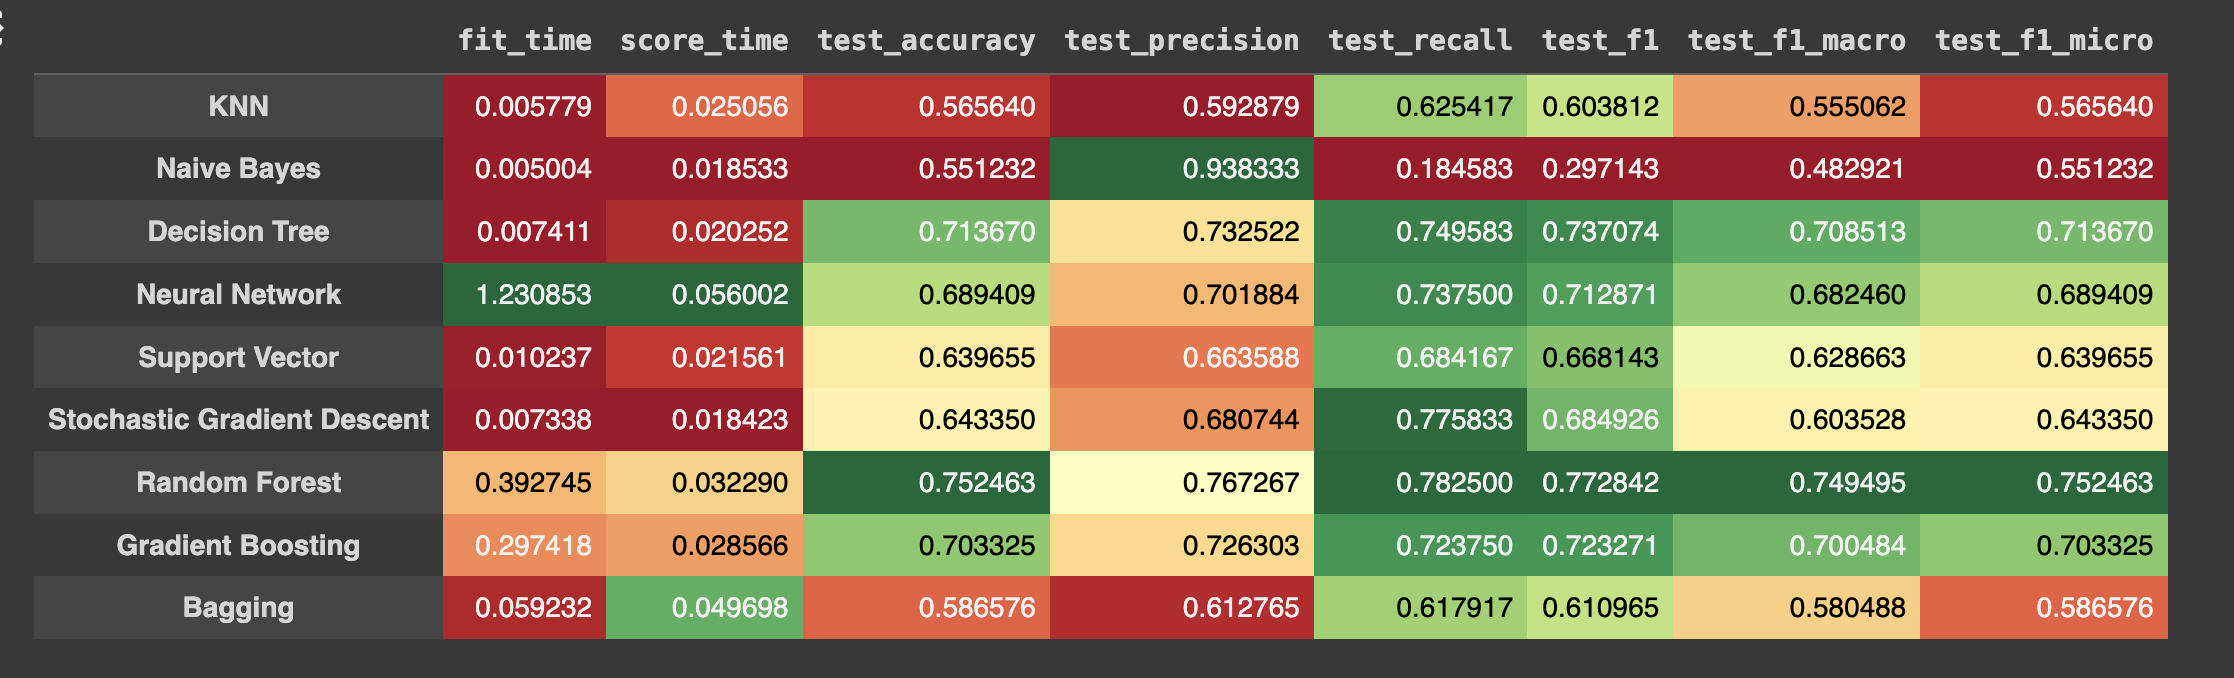 fit_time score_time test_accuracy test_precision test_recall test_f1 test_f1_macro test_f1_micro
KNN 0.005779 0.025056 0.565640 0.592879 0.625417 0.603812 0.555062 0.565640
Naive Bayes 0.005004 0.018533 0.551232 0.938333 0.184583 0.297143 0.482921 0.551232
Decision Tree 0.007411 0.020252 0.713670 0.732522 0.749583 0.737074 0.708513 0.713670
Neural Network 1.230853 0.056002 0.689409 0.701884 0.737500 0.712871 0.682460 0.689409
Support Vector 0.010237 0.021561 0.639655 0.663588 0.684167 0.668143 0.628663 0.639655
Stochastic Gradient Descent 0.007338 0.018423 0.643350 0.680744 0.775833 0.684926 0.603528 0.643350
Random Forest 0.392745 0.032290 0.752463 0.767267 0.782500 0.772842 0.749495 0.752463
Gradient Boosting 0.297418 0.028566 0.703325 0.726303 0.723750 0.723271 0.700484 0.703325
Bagging 0.059232 0.049698 0.586576 0.612765 0.617917 0.610965 0.580488 0.586576